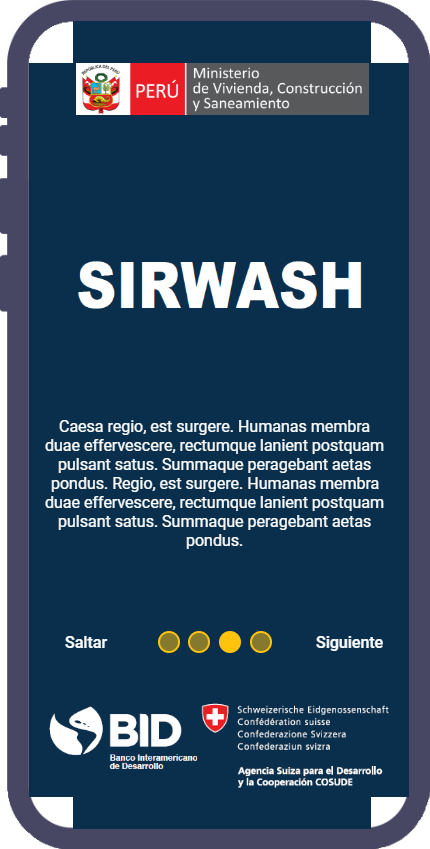 REPÚBLICA DEL PERÚ
PERÚ
Ministerio
de Vivienda, Construcción
y Saneamiento
SIRWASH
Caesa regio, est surgere. Humanas membra
duae effervescere, rectumque lanient postquam
pulsant satus. Summaque peragebant aetas
pondus. Regio, est surgere. Humanas membra
duae effervescere, rectumque lanient postquam
pulsant satus. Summaque peragebant aetas
pondus.
Saltar
Siguiente
BID
Banco Interamericano
de Desarrollo
Schweizerische Eidgenossenschaft
Confédération suisse
Confederazione Svizzera
Confederaziun svizra
Agencia Suiza para el Desarrollo
y la Cooperación COSUDE